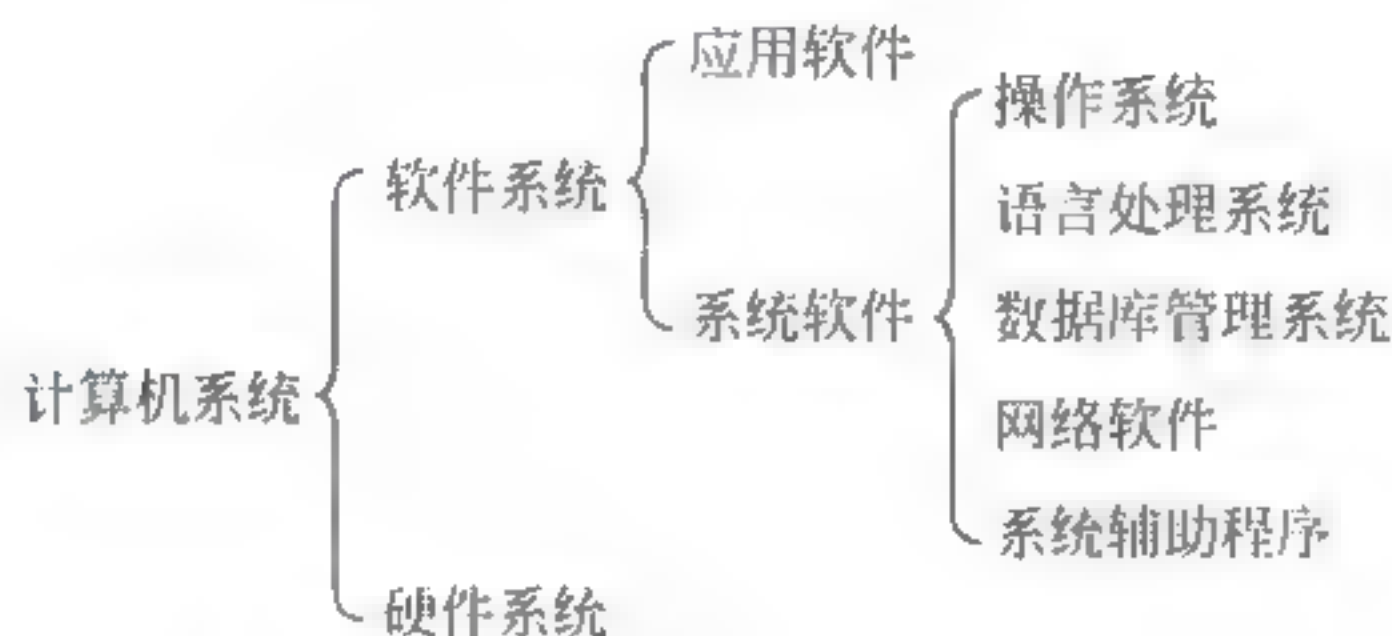 应用软件
操作系统
软件系统
语言处理系统
系统软件
数据库管理系统
计算机系统
网络软件
系统辅助程序
硬件系统